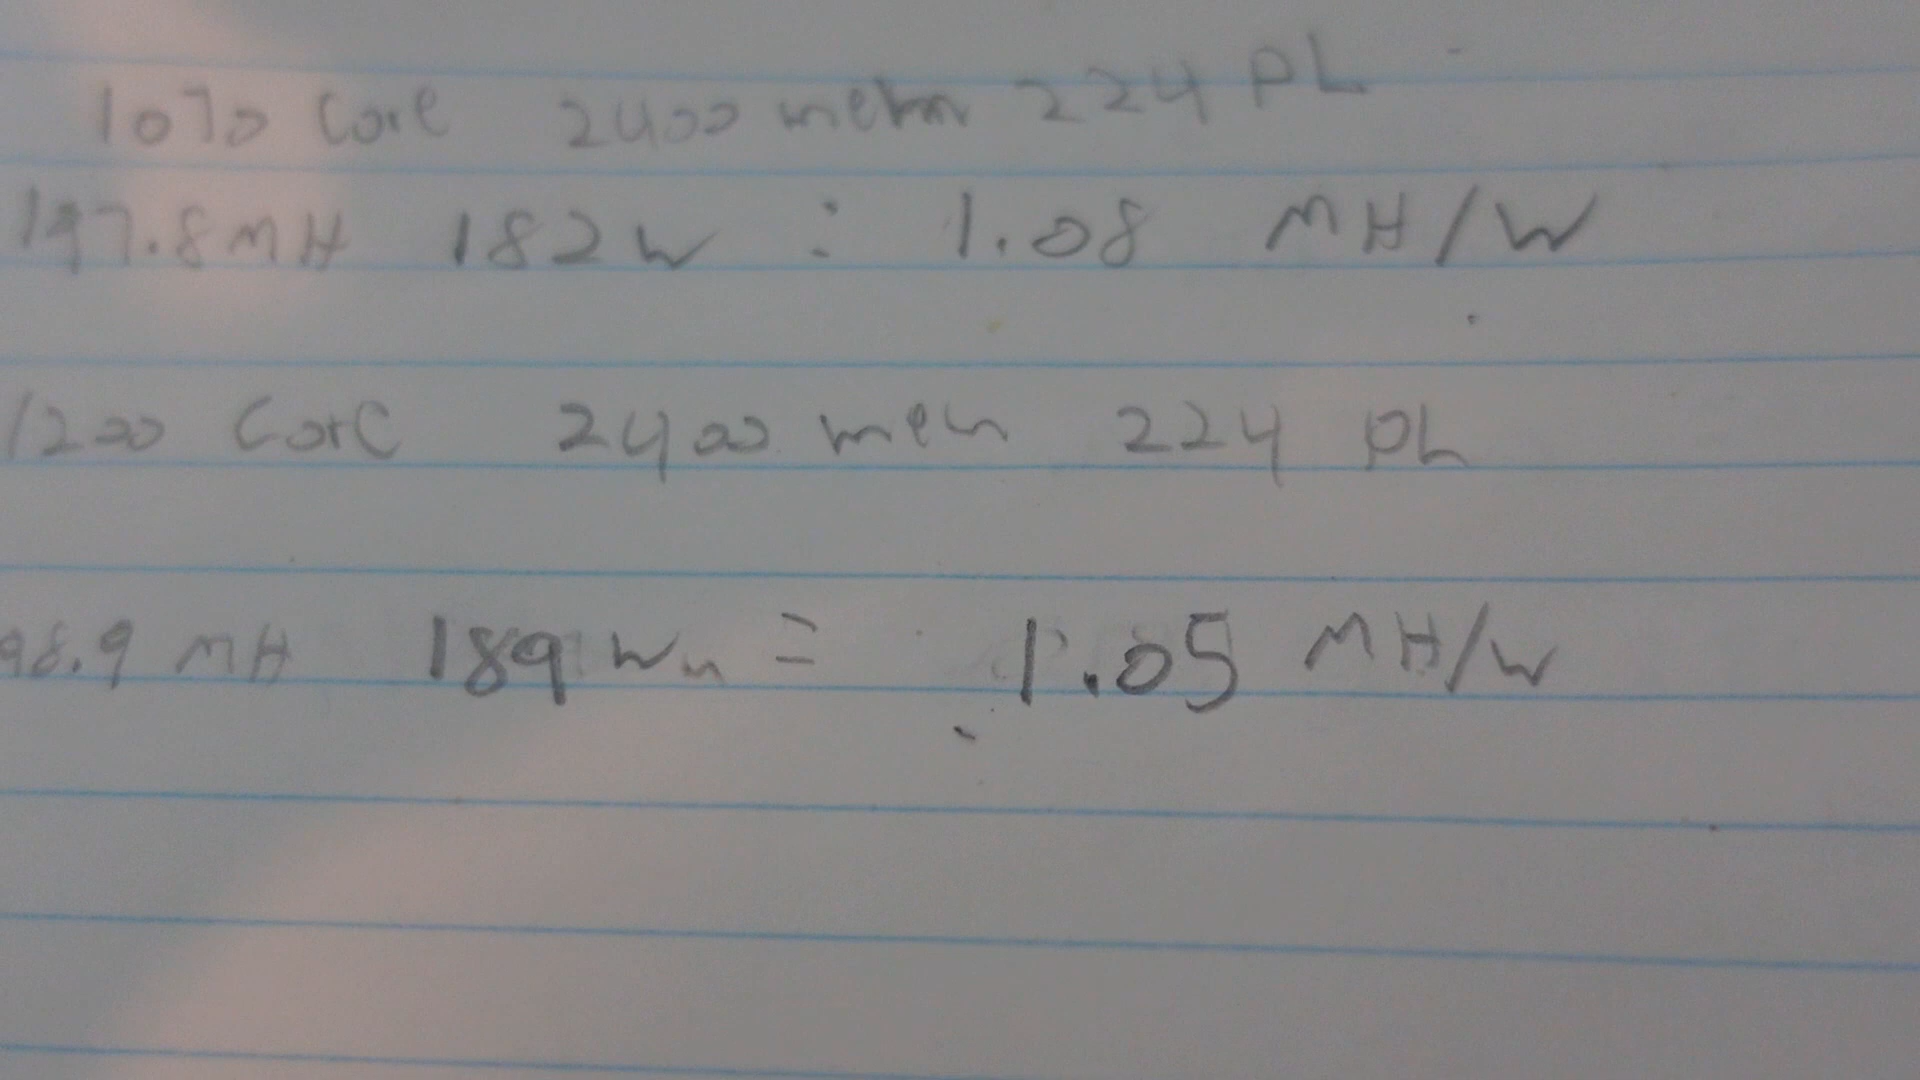 1070 Core 2400 mem 224 PL
197.8 MH 182 W : 1.08 MH/W
1200 Core 2400 mem 224 PL
98.9 MH 189 W = 1.05 MH/W